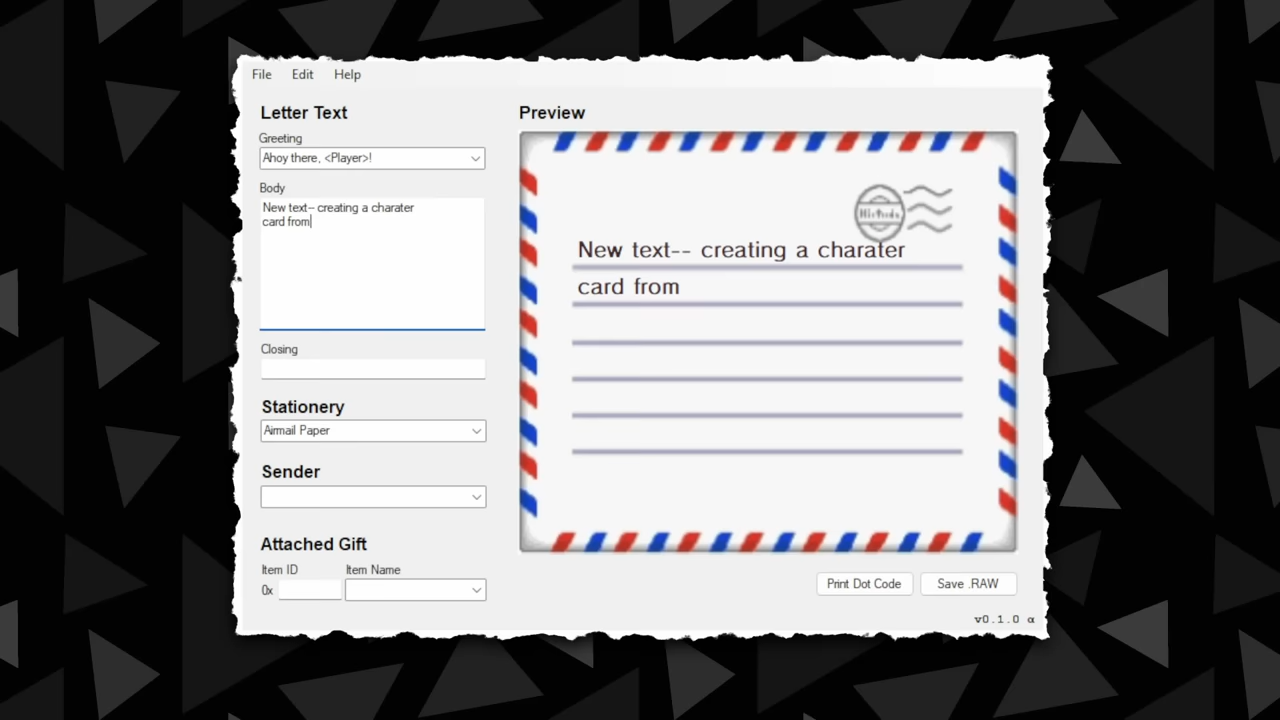 File Edit Help
Letter Text
Greeting
Ahoy there, <Player>!
Body
New text-- creating a charater
card from
Closing
Stationery
Airmail Paper
Sender
Attached Gift
Item ID Item Name
0x
Preview
New text-- creating a charater
card from
Print Dot Code Save .RAW
v0.1.0 α